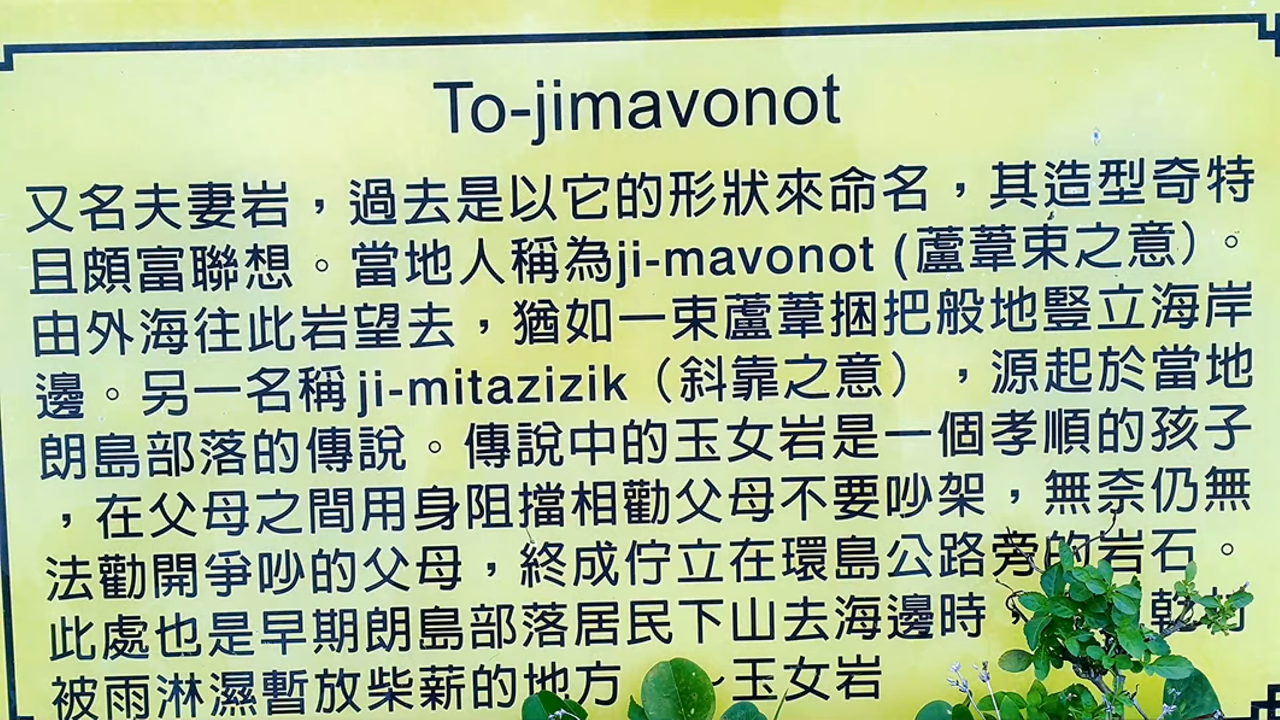 To-jimavonot
又名夫妻岩，過去是以它的形狀來命名，其造型奇特
且頗富聯想。當地人稱為ji-mavonot (蘆葦束之意)。
由外海往此岩望去，猶如一束蘆葦捆把般地豎立海岸
邊。另一名稱ji-mitazizik（斜靠之意），源起於當地
朗島部落的傳說。傳說中的玉女岩是一個孝順的孩子
，在父母之間用身阻擋相勸父母不要吵架，無奈仍無
法勸開爭吵的父母，終成佇立在環島公路旁的岩石。
此處也是早期朗島部落居民下山去海邊時，
被雨淋濕暫放柴薪的地方 ~玉女岩